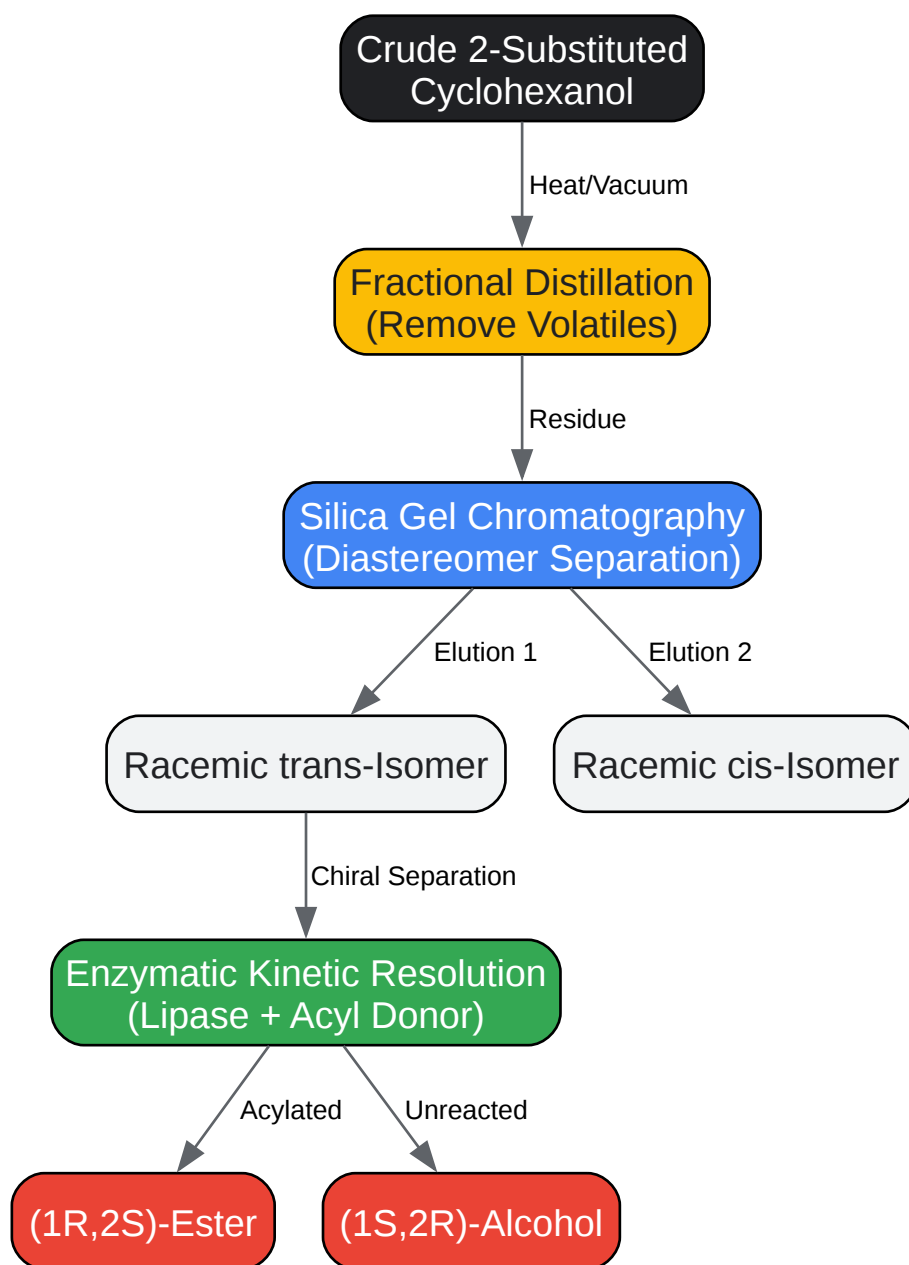 Crude 2-Substituted
Cyclohexanol
Heat/Vacuum
Fractional Distillation
(Remove Volatiles)
Residue
Silica Gel Chromatography
(Diastereomer Separation)
Elution 1
Elution 2
Racemic trans-Isomer
Racemic cis-Isomer
Chiral Separation
Enzymatic Kinetic Resolution
(Lipase + Acyl Donor)
Acylated
Unreacted
(1R,2S)-Ester
(1S,2R)-Alcohol